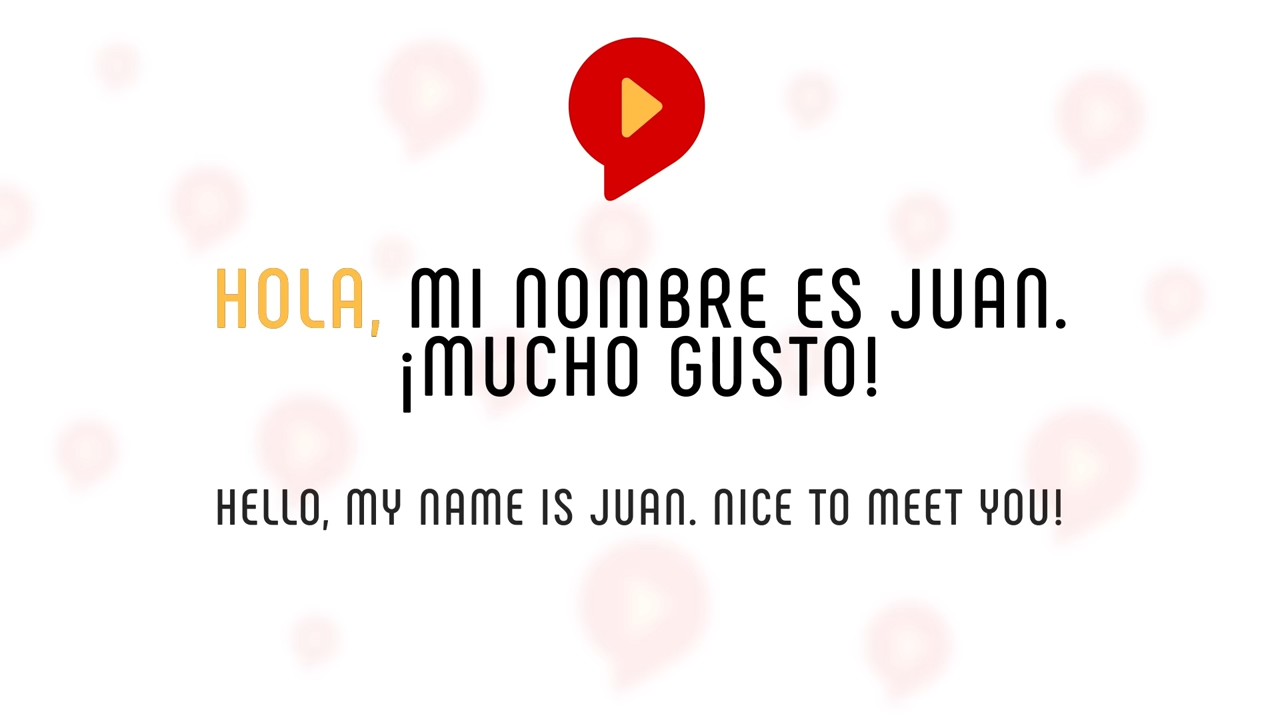 HOLA, MI NOMBRE ES JUAN.
¡MUCHO GUSTO!
HELLO, MY NAME IS JUAN. NICE TO MEET YOU!